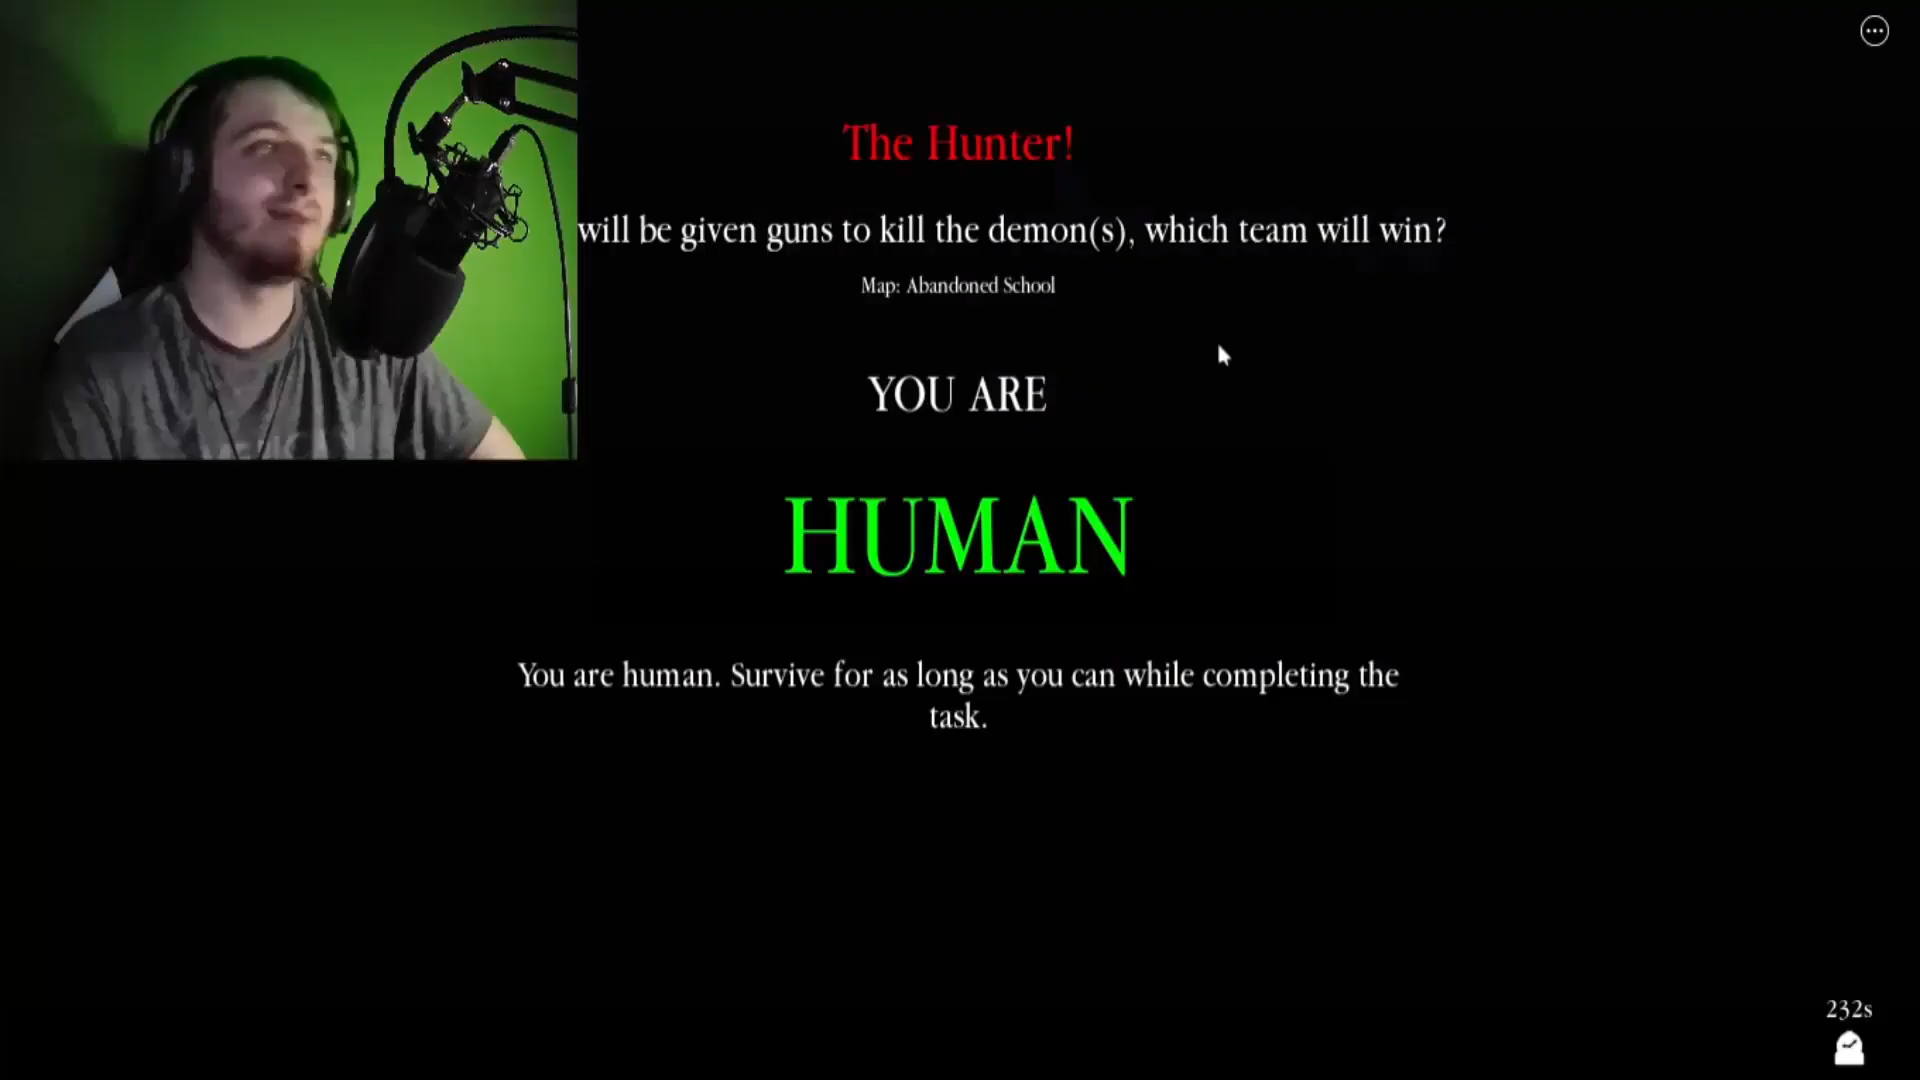 The Hunter!
will be given guns to kill the demon(s), which team will win?
Map: Abandoned School
YOU ARE
HUMAN
You are human. Survive for as long as you can while completing the
task.
232s